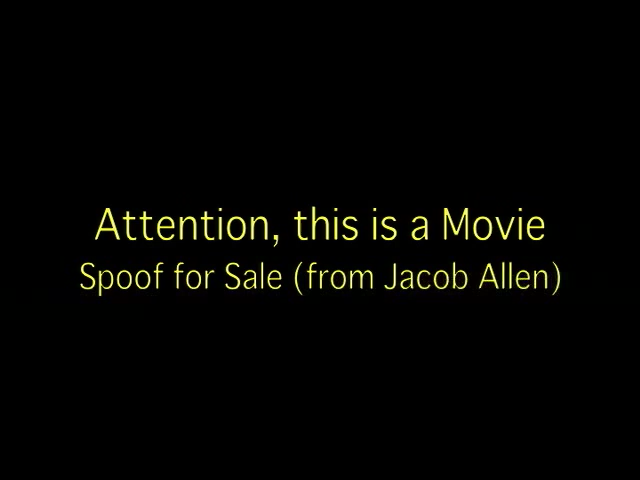 Attention, this is a Movie
Spoof for Sale (from Jacob Allen)